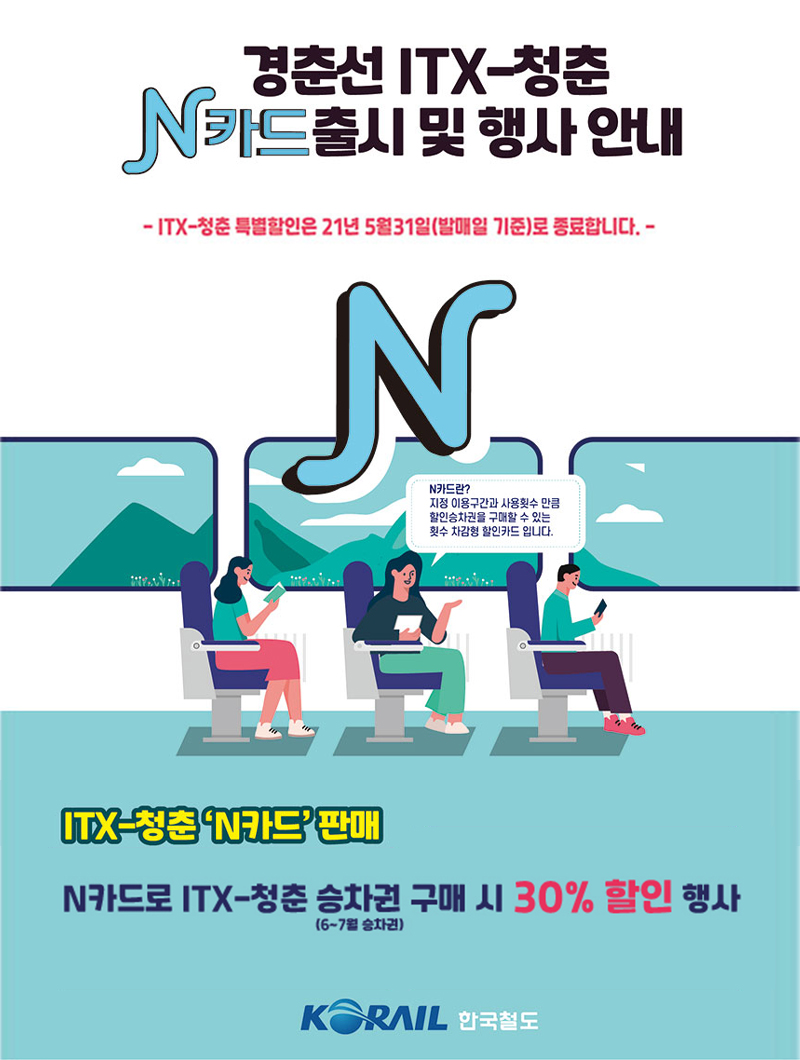 경춘선 ITX-청춘
N카드 출시 및 행사 안내
- ITX-청춘 특별할인은 21년 5월31일(발매일 기준)로 종료합니다. -
N
N카드란?
지정 이용구간과 사용횟수 만큼
할인승차권을 구매할 수 있는
횟수 차감형 할인카드 입니다.
ITX-청춘 ‘N카드’ 판매
N카드로 ITX-청춘 승차권 구매 시 30% 할인 행사
(6~7월 승차권)
KORAIL 한국철도